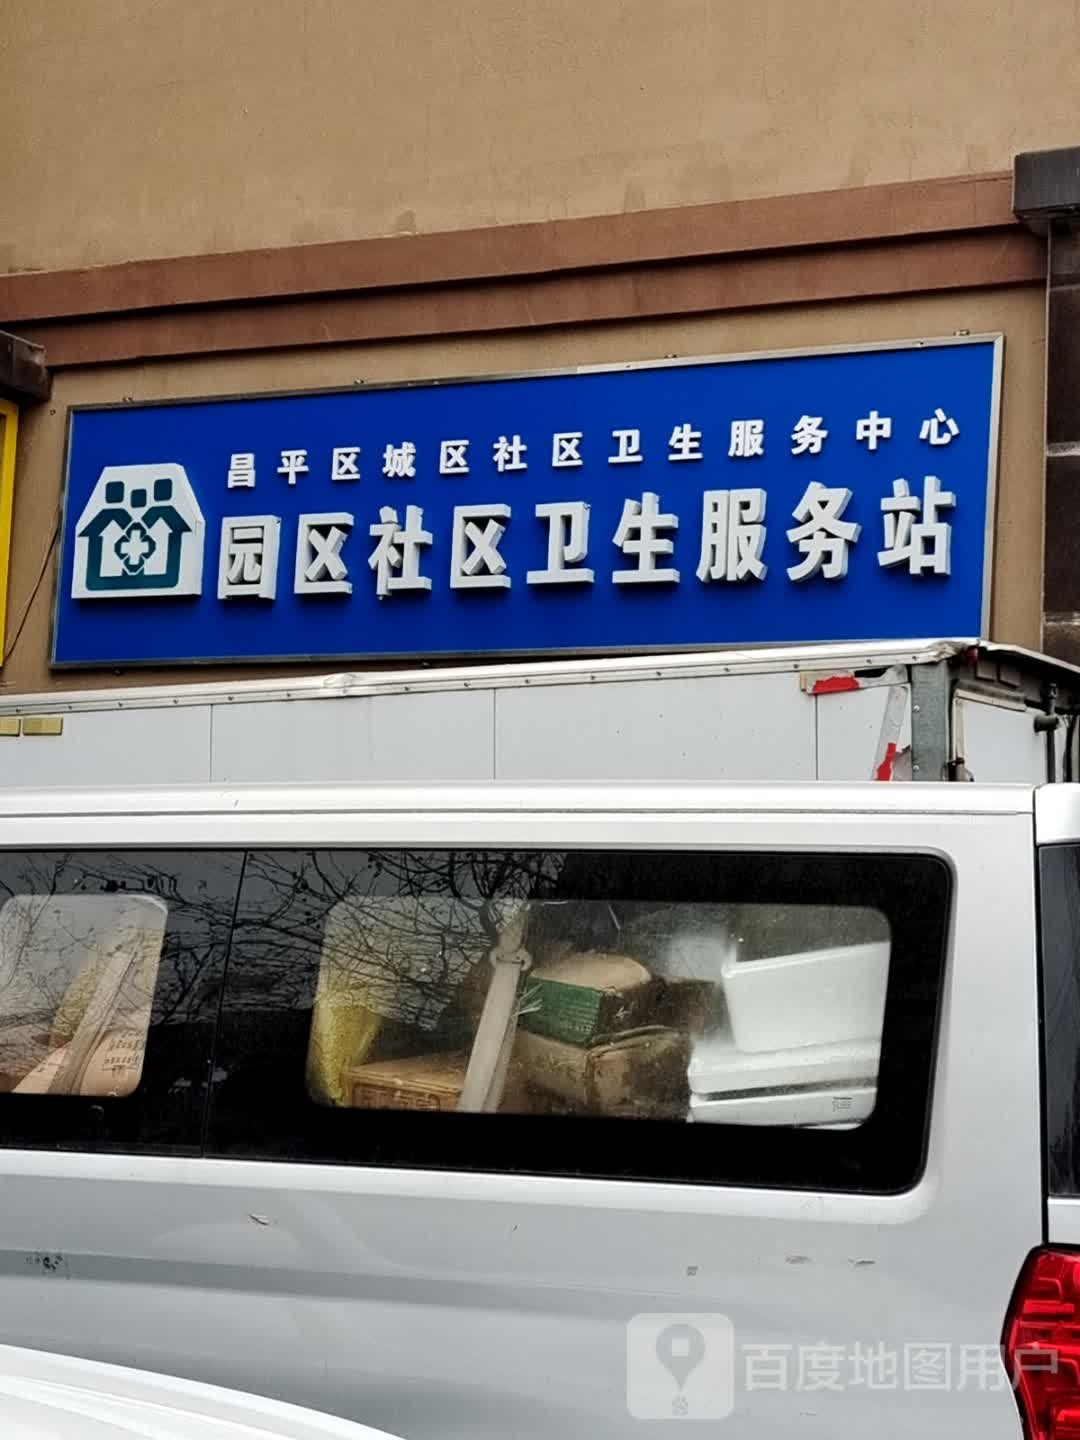 昌平区城区社区卫生服务中心
园区社区卫生服务站
百度地图用户